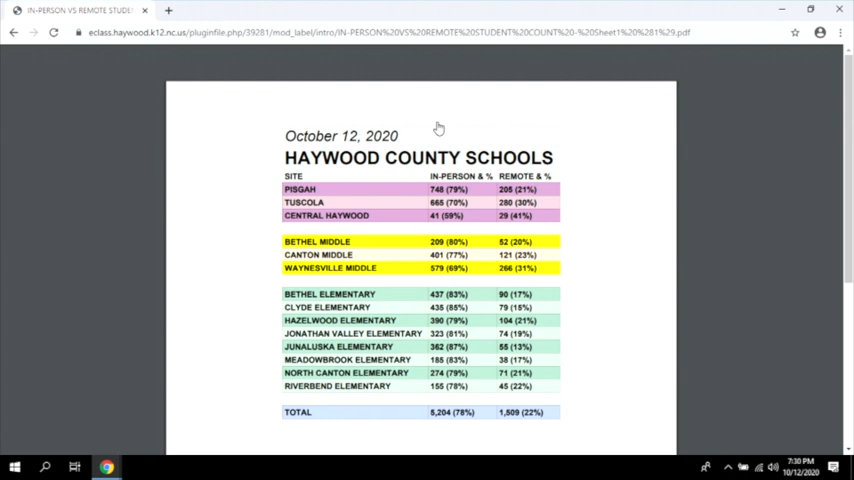 IN-PERSON VS REMOTE STUDE
eclass.haywood.k12.nc.us/pluginfile.php/39281/mod_label/intro/IN-PERSON%20VS%20REMOTE%20STUDENT%20COUNT%20-%20Sheet1%20%281%29.pdf
October 12, 2020
HAYWOOD COUNTY SCHOOLS
SITE IN-PERSON & % REMOTE & %
PISGAH 748 (79%) 205 (21%)
TUSCOLA 665 (70%) 280 (30%)
CENTRAL HAYWOOD 41 (59%) 29 (41%)
BETHEL MIDDLE 209 (80%) 52 (20%)
CANTON MIDDLE 401 (77%) 121 (23%)
WAYNESVILLE MIDDLE 579 (69%) 266 (31%)
BETHEL ELEMENTARY 437 (83%) 90 (17%)
CLYDE ELEMENTARY 435 (85%) 79 (15%)
HAZELWOOD ELEMENTARY 390 (79%) 104 (21%)
JONATHAN VALLEY ELEMENTARY 323 (81%) 74 (19%)
JUNALUSKA ELEMENTARY 362 (87%) 55 (13%)
MEADOWBROOK ELEMENTARY 185 (83%) 38 (17%)
NORTH CANTON ELEMENTARY 274 (79%) 71 (21%)
RIVERBEND ELEMENTARY 155 (78%) 45 (22%)
TOTAL 5,204 (78%) 1,509 (22%)
7:30 PM
10/12/2020